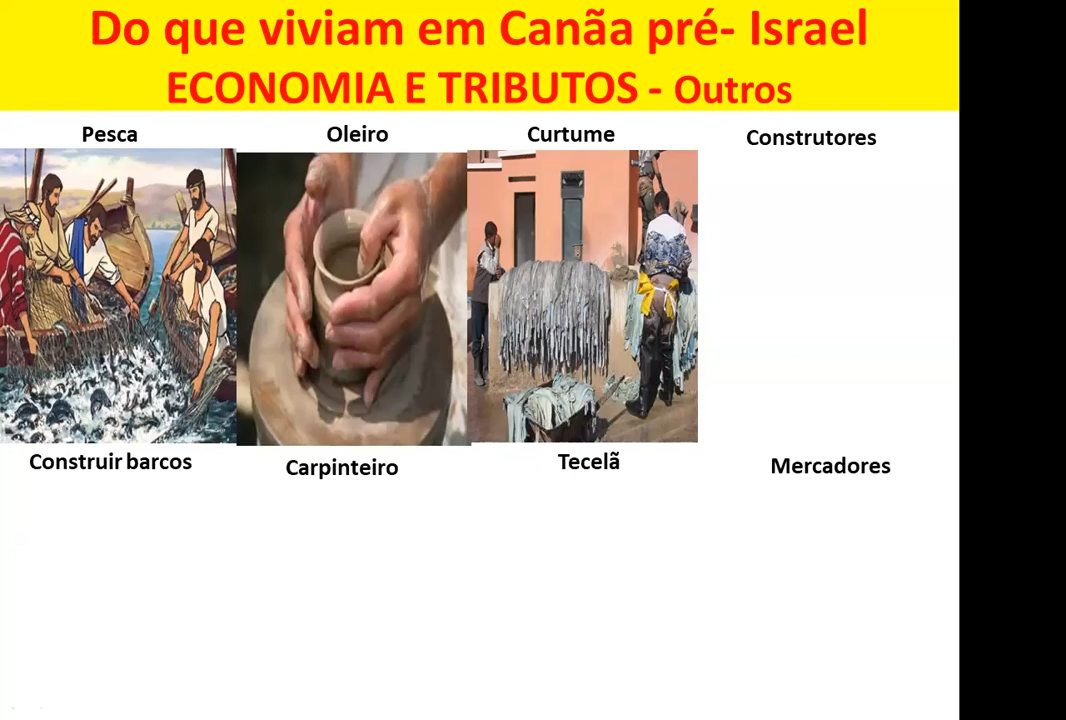 Do que viviam em Canãa pré- Israel
ECONOMIA E TRIBUTOS - Outros
Pesca
Oleiro
Curtume
Construtores
Construir barcos
Carpinteiro
Tecelã
Mercadores